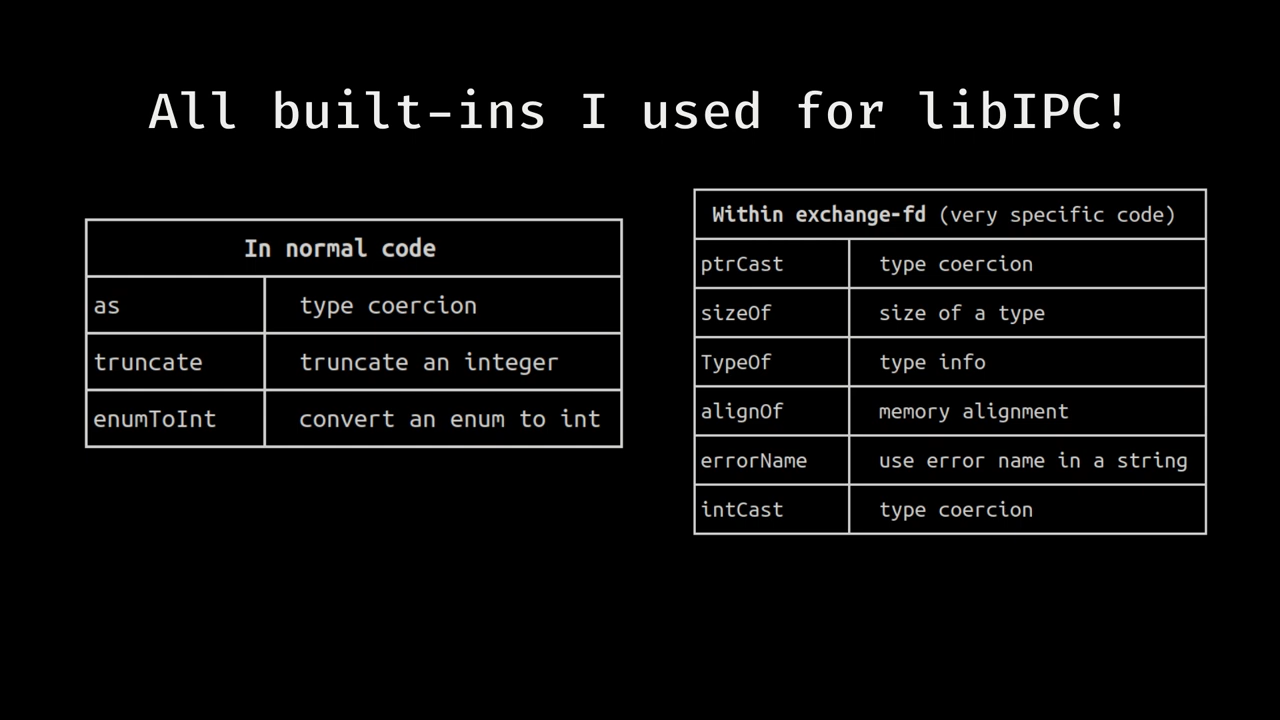 All built-ins I used for libIPC!
In normal code
as type coercion
truncate truncate an integer
enumToInt convert an enum to int
Within exchange-fd (very specific code)
ptrCast type coercion
sizeOf size of a type
TypeOf type info
alignOf memory alignment
errorName use error name in a string
intCast type coercion